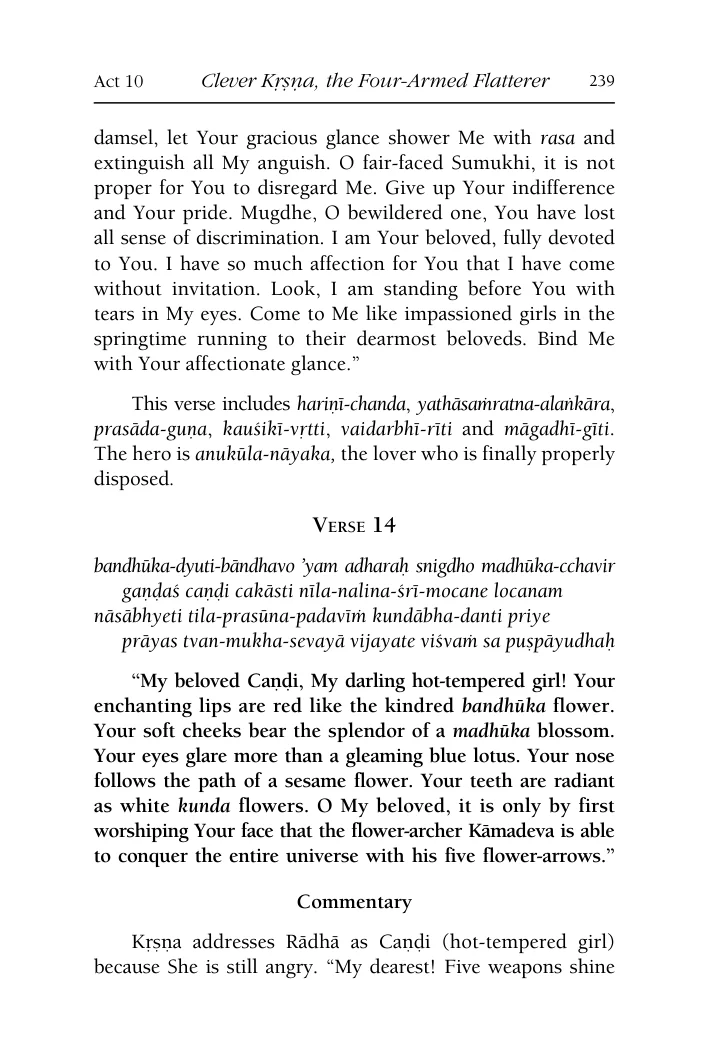 Act 10 Clever Kṛṣṇa, the Four-Armed Flatterer 239
damsel, let Your gracious glance shower Me with rasa and
extinguish all My anguish. O fair-faced Sumukhi, it is not
proper for You to disregard Me. Give up Your indifference
and Your pride. Mugdhe, O bewildered one, You have lost
all sense of discrimination. I am Your beloved, fully devoted
to You. I have so much affection for You that I have come
without invitation. Look, I am standing before You with
tears in My eyes. Come to Me like impassioned girls in the
springtime running to their dearmost beloveds. Bind Me
with Your affectionate glance.”
This verse includes hariṇī-chanda, yathāsaṁratna-alaṅkāra,
prasāda-guṇa, kauśikī-vṛtti, vaidarbhī-rīti and māgadhī-gīti.
The hero is anukūla-nāyaka, the lover who is finally properly
disposed.
Verse 14
bandhūka-dyuti-bāndhavo ’yam adharaḥ snigdho madhūka-cchavir
gaṇḍaś caṇḍi cakāsti nīla-nalina-śrī-mocane locanam
nāsābhyeti tila-prasūna-padavīṁ kundābha-danti priye
prāyas tvan-mukha-sevayā vijayate viśvaṁ sa puṣpāyudhaḥ
“My beloved Caṇḍi, My darling hot-tempered girl! Your
enchanting lips are red like the kindred bandhūka flower.
Your soft cheeks bear the splendor of a madhūka blossom.
Your eyes glare more than a gleaming blue lotus. Your nose
follows the path of a sesame flower. Your teeth are radiant
as white kunda flowers. O My beloved, it is only by first
worshiping Your face that the flower-archer Kāmadeva is able
to conquer the entire universe with his five flower-arrows.”
Commentary
Kṛṣṇa addresses Rādhā as Caṇḍi (hot-tempered girl)
because She is still angry. “My dearest! Five weapons shine